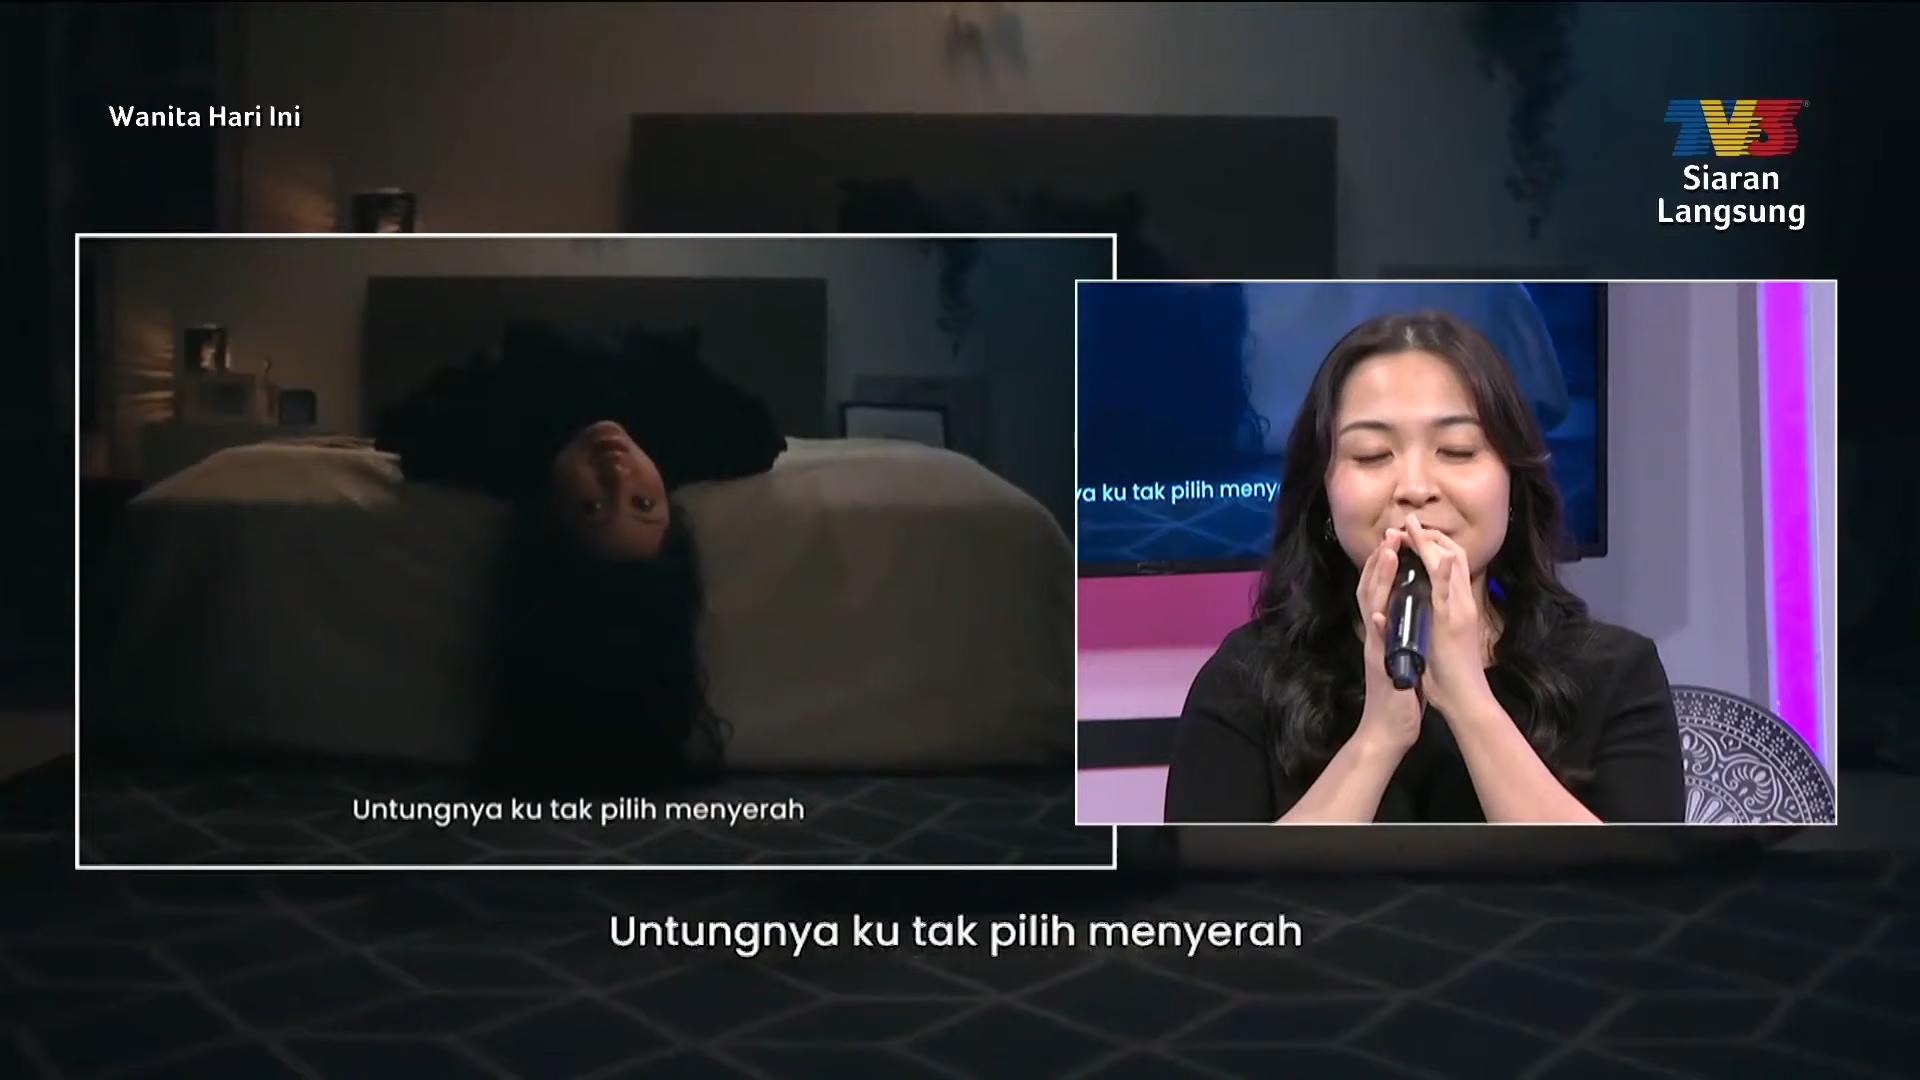 Wanita Hari Ini
TV3
Siaran
Langsung
ya ku tak pilih meny
Untungnya ku tak pilih menyerah
Untungnya ku tak pilih menyerah